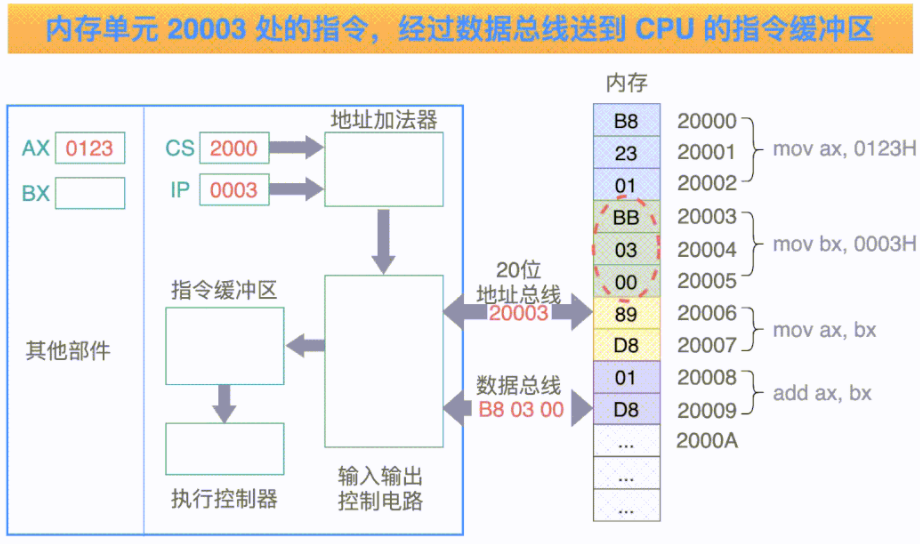 内存单元 20003 处的指令，经过数据总线送到 CPU 的指令缓冲区
内存
地址加法器
AX 0123
CS 2000
BX
IP 0003
B8 20000
23 20001
01 20002
mov ax, 0123H
BB 20003
03 20004
00 20005
mov bx, 0003H
89 20006
D8 20007
mov ax, bx
01 20008
D8 20009
add ax, bx
... 2000A
...
...
20位
地址总线
20003
指令缓冲区
其他部件
数据总线
B8 03 00
执行控制器
输入输出
控制电路